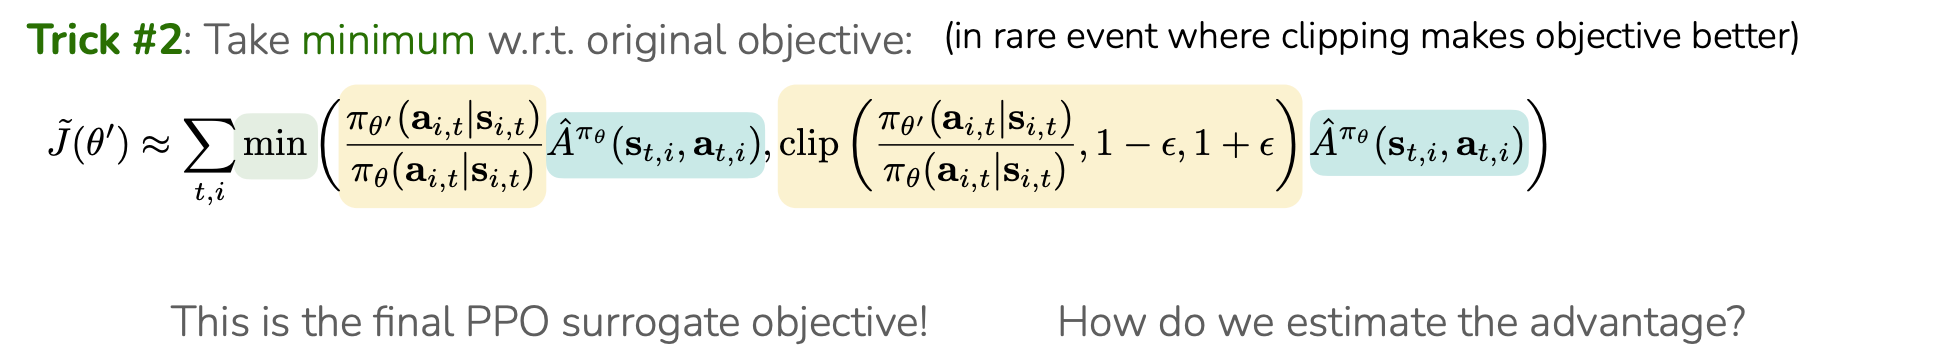 Trick #2: Take minimum w.r.t. original objective: (in rare event where clipping makes objective better)
J̃(θ′) ≈ ∑_{t,i} min ( π_{θ′}(a_{i,t}|s_{i,t}) / π_θ(a_{i,t}|s_{i,t}) Â^{π_θ}(s_{t,i}, a_{t,i}), clip ( π_{θ′}(a_{i,t}|s_{i,t}) / π_θ(a_{i,t}|s_{i,t}), 1 − ϵ, 1 + ϵ ) Â^{π_θ}(s_{t,i}, a_{t,i}) )
This is the final PPO surrogate objective! How do we estimate the advantage?